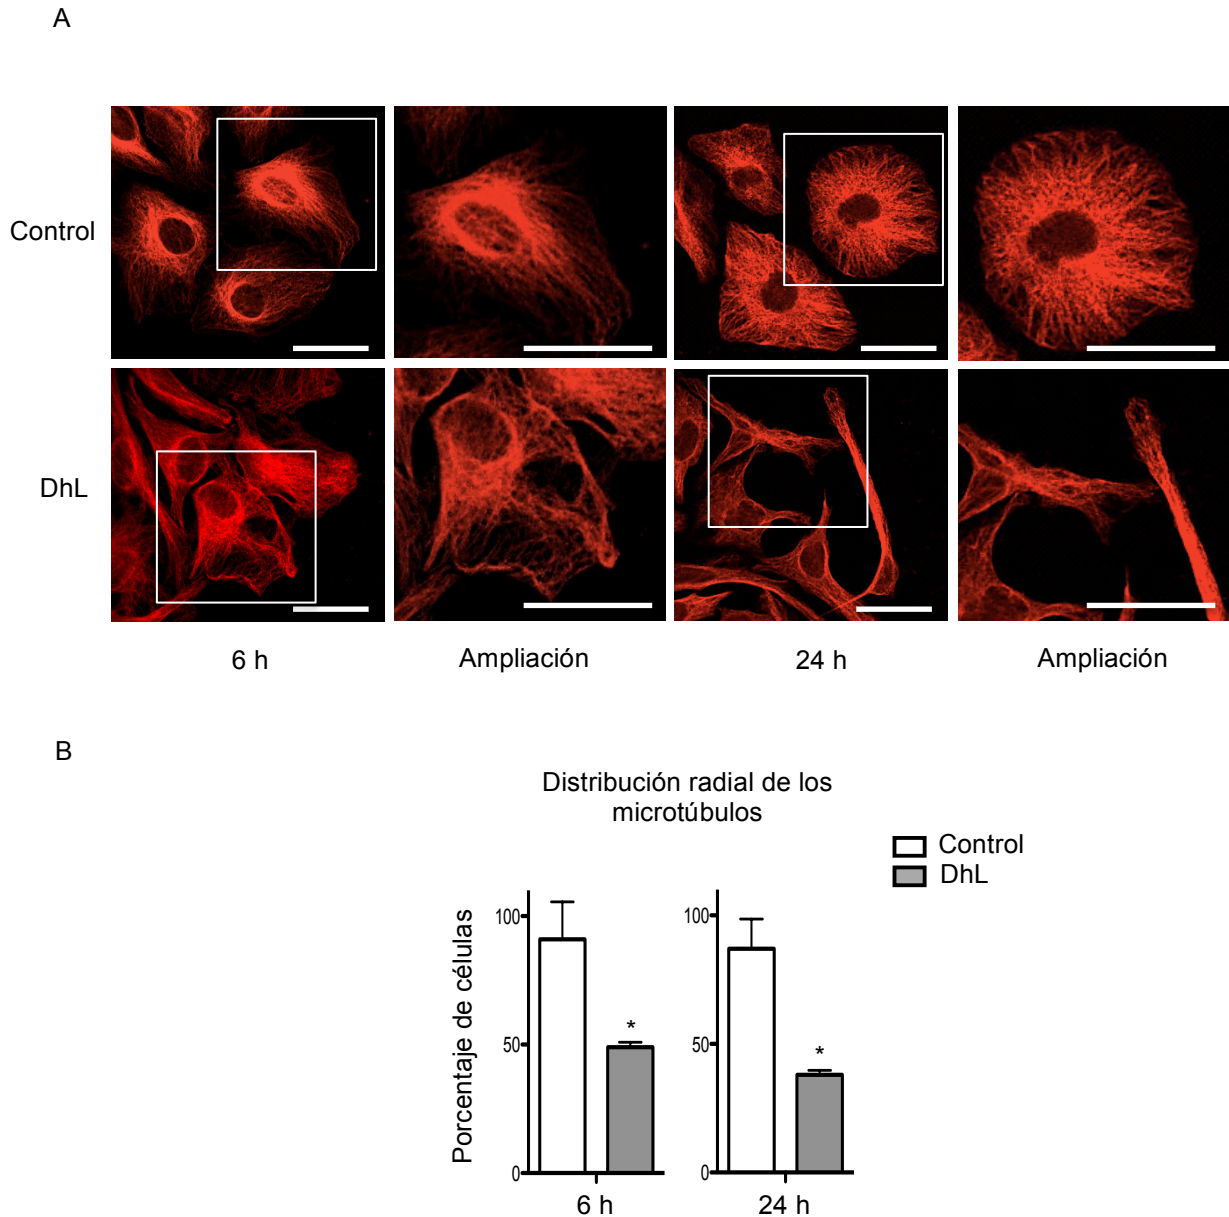 A
Control
DhL
6 h
Ampliación
24 h
Ampliación
B
Distribución radial de los
microtúbulos
Control
DhL
Porcentaje de células
100
50
0
*
6 h
100
50
0
*
24 h